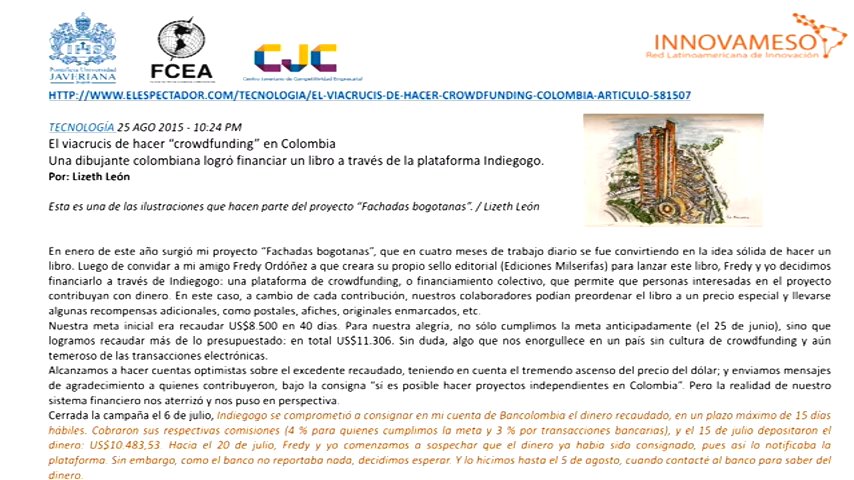 Pontificia Universidad
JAVERIANA
FCEA
CJC
Centro Javeriano de Competitividad Empresarial
INNOVAMESO
Red Latinoamericana de Innovación
HTTP://WWW.ELESPECTADOR.COM/TECNOLOGIA/EL-VIACRUCIS-DE-HACER-CROWDFUNDING-COLOMBIA-ARTICULO-581507
TECNOLOGÍA 25 AGO 2015 - 10:24 PM
El viacrucis de hacer “crowdfunding” en Colombia
Una dibujante colombiana logró financiar un libro a través de la plataforma Indiegogo.
Por: Lizeth León
Esta es una de las ilustraciones que hacen parte del proyecto “Fachadas bogotanas”. / Lizeth León
En enero de este año surgió mi proyecto “Fachadas bogotanas”, que en cuatro meses de trabajo diario se fue convirtiendo en la idea sólida de hacer un
libro. Luego de convidar a mi amigo Fredy Ordóñez a que creara su propio sello editorial (Ediciones Milserifas) para lanzar este libro, Fredy y yo decidimos
financiarlo a través de Indiegogo: una plataforma de crowdfunding, o financiamiento colectivo, que permite que personas interesadas en el proyecto
contribuyan con dinero. En este caso, a cambio de cada contribución, nuestros colaboradores podían preordenar el libro a un precio especial y llevarse
algunas recompensas adicionales, como postales, afiches, originales enmarcados, etc.
Nuestra meta inicial era recaudar US$8.500 en 40 días. Para nuestra alegría, no sólo cumplimos la meta anticipadamente (el 25 de junio), sino que
logramos recaudar más de lo presupuestado: en total US$11.306. Sin duda, algo que nos enorgullece en un país sin cultura de crowdfunding y aún
temeroso de las transacciones electrónicas.
Alcanzamos a hacer cuentas optimistas sobre el excedente recaudado, teniendo en cuenta el tremendo ascenso del precio del dólar; y enviamos mensajes
de agradecimiento a quienes contribuyeron, bajo la consigna “sí es posible hacer proyectos independientes en Colombia”. Pero la realidad de nuestro
sistema financiero nos aterrizó y nos puso en perspectiva.
Cerrada la campaña el 6 de julio, Indiegogo se comprometió a consignar en mi cuenta de Bancolombia el dinero recaudado, en un plazo máximo de 15 días
hábiles. Cobraron sus respectivas comisiones (4 % para quienes cumplimos la meta y 3 % por transacciones bancarias), y el 15 de julio depositaron el
dinero: US$10.483,53. Hacia el 20 de julio, Fredy y yo comenzamos a sospechar que el dinero ya había sido consignado, pues así lo notificaba la
plataforma. Sin embargo, como el banco no reportaba nada, decidimos esperar. Y lo hicimos hasta el 5 de agosto, cuando contacté al banco para saber del
dinero.